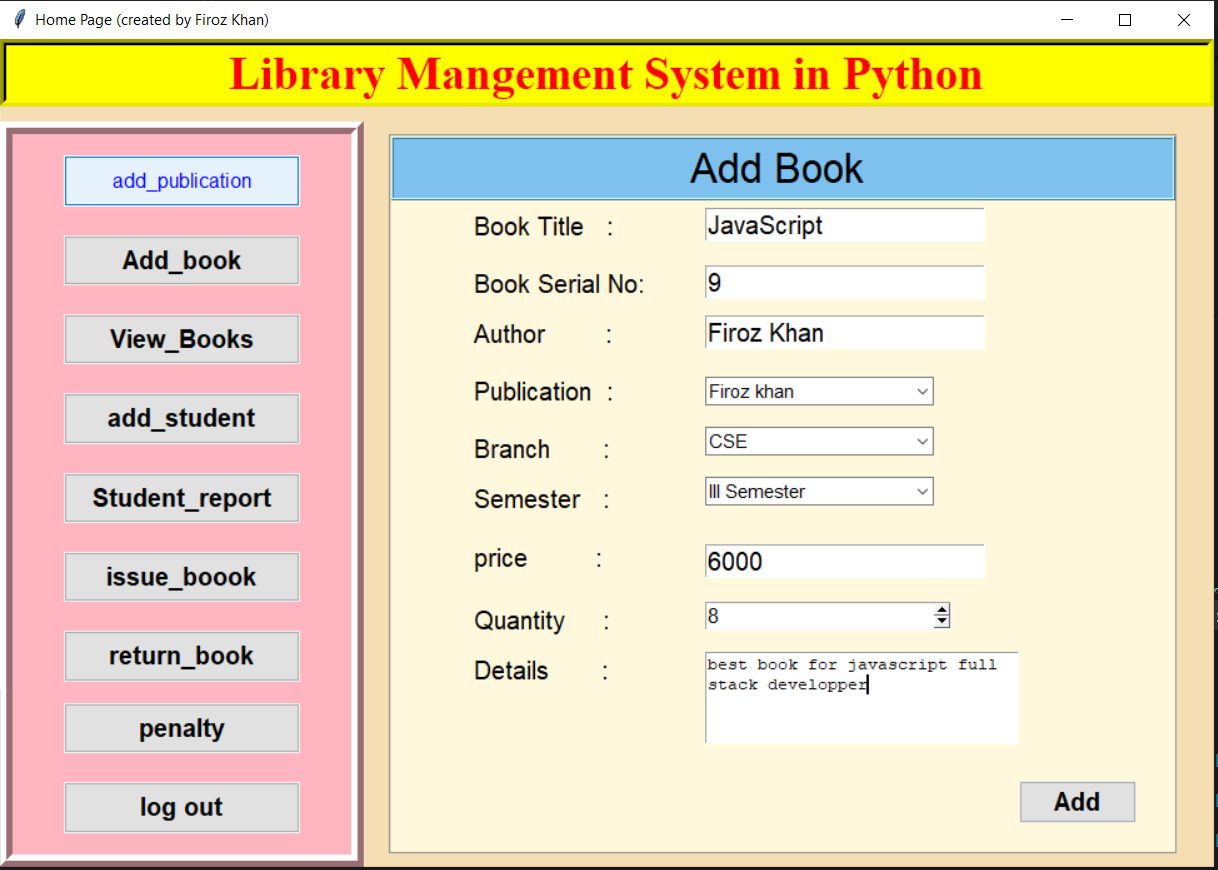 Home Page (created by Firoz Khan)
Library Mangement System in Python
add_publication
Add_book
View_Books
add_student
Student_report
issue_boook
return_book
penalty
log out
Add Book
Book Title : JavaScript
Book Serial No: 9
Author : Firoz Khan
Publication : Firoz khan
Branch : CSE
Semester : III Semester
price : 6000
Quantity : 8
Details : best book for javascript full
stack developper
Add